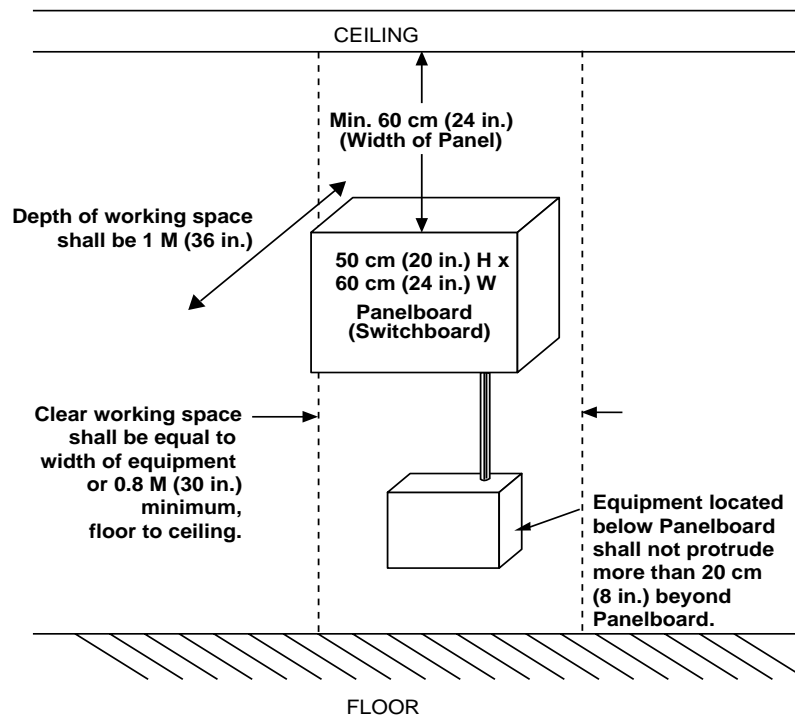 CEILING
Min. 60 cm (24 in.)
(Width of Panel)
Depth of working space
shall be 1 M (36 in.)
50 cm (20 in.) H x
60 cm (24 in.) W
Panelboard
(Switchboard)
Clear working space
shall be equal to
width of equipment
or 0.8 M (30 in.)
minimum,
floor to ceiling.
Equipment located
below Panelboard
shall not protrude
more than 20 cm
(8 in.) beyond
Panelboard.
FLOOR